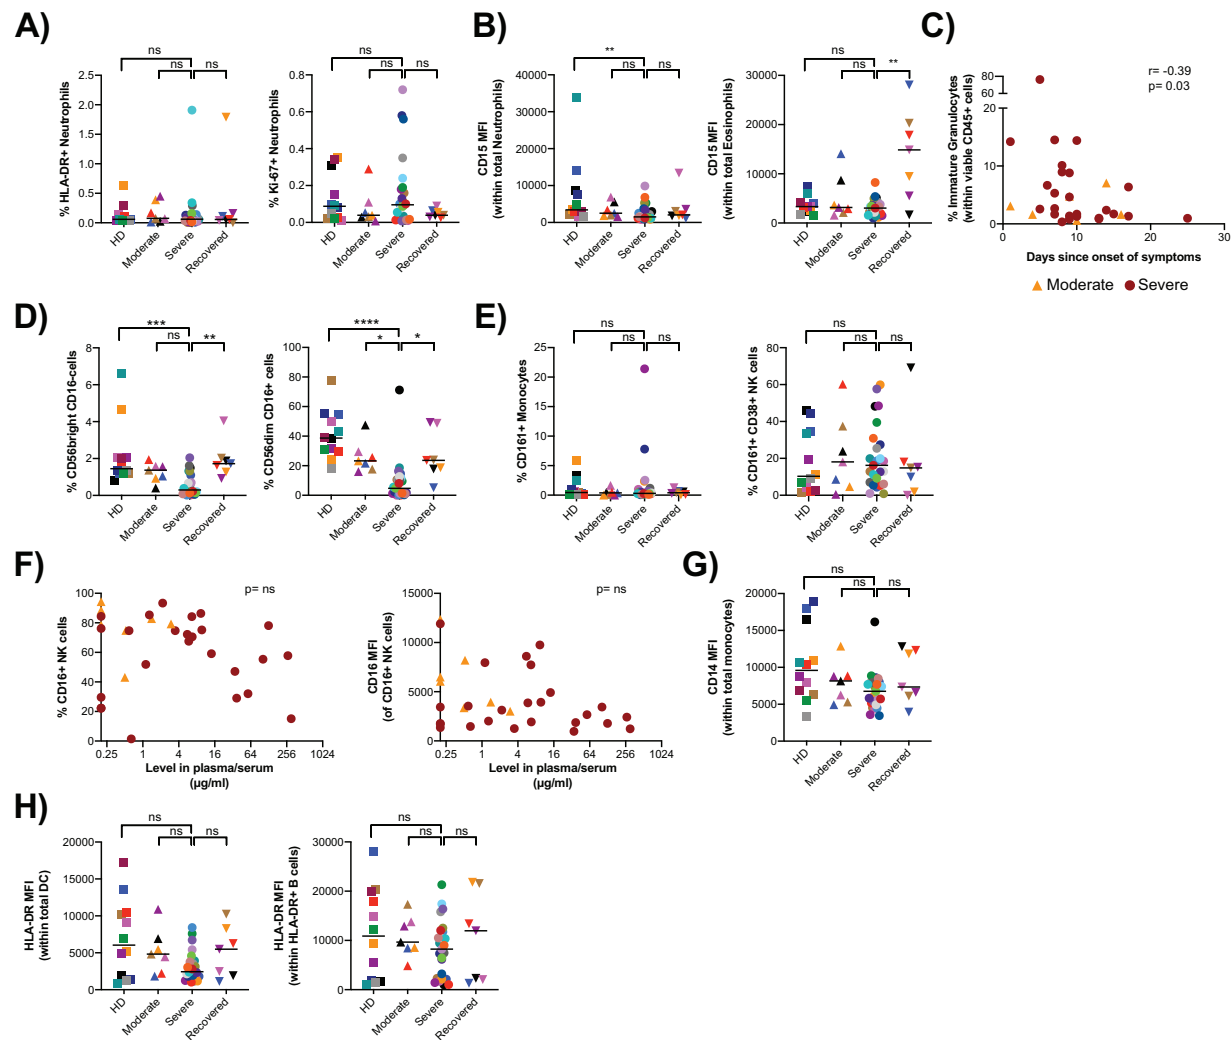 A)
ns
ns
ns
% HLA-DR+ Neutrophils
2.5
2.0
1.5
1.0
0.5
0.0
HD
Moderate
Severe
Recovered
ns
ns
ns
% Ki-67+ Neutrophils
0.8
0.6
0.4
0.2
0.0
HD
Moderate
Severe
Recovered
B)
**
ns
ns
CD15 MFI
(within total Neutrophils)
40000
30000
20000
10000
0
HD
Moderate
Severe
Recovered
ns
ns
**
CD15 MFI
(within total Eosinophils)
30000
20000
10000
0
HD
Moderate
Severe
Recovered
C)
r= -0.39
p= 0.03
% Immature Granulocytes
(within viable CD45+ cells)
80
60
20
10
0
0
10
20
30
Days since onset of symptoms
Moderate
Severe
D)
***
ns
**
% CD56bright CD16-cells
8
6
4
2
0
HD
Moderate
Severe
Recovered
****
*
*
% CD56dim CD16+ cells
100
80
60
40
20
0
HD
Moderate
Severe
Recovered
E)
ns
ns
ns
% CD161+ Monocytes
25
20
15
10
5
0
HD
Moderate
Severe
Recovered
ns
ns
ns
% CD161+ CD38+ NK cells
80
60
40
20
0
HD
Moderate
Severe
Recovered
F)
p= ns
% CD16+ NK cells
100
80
60
40
20
0
0.25
1
4
16
64
256
1024
Level in plasma/serum
(µg/ml)
p= ns
CD16 MFI
(of CD16+ NK)
15000
10000
5000
0
0.25
1
4
16
64
256
1024
Level in plasma/serum
(µg/ml)
G)
ns
ns
ns
CD14 MFI
(within total monocytes)
20000
15000
10000
5000
0
HD
Moderate
Severe
Recovered
H)
ns
ns
ns
HLA-DR MFI
(within total DC)
20000
15000
10000
5000
0
HD
Moderate
Severe
Recovered
ns
ns
ns
HLA-DR MFI
(within HLA-DR+ B cells)
30000
20000
10000
0
HD
Moderate
Severe
Recovered